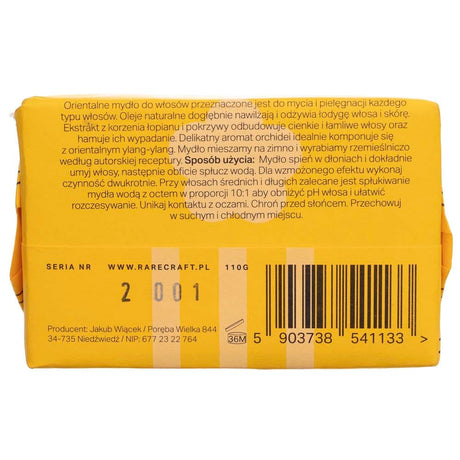 Orientalne mydło do włosów przeznaczone jest do mycia i pielęgnacji każdego
typu włosów. Oleje naturalne dogłębnie nawilżają i odżywia łodygę włosa i skórę.
Ekstrakt z korzenia łopianu i pokrzywy odbudowuje cienkie i łamliwe włosy oraz
hamuje ich wypadanie. Delikatny aromat orchidei idealnie komponuje się
z orientalnym ylang-ylang. Mydło mieszamy na zimno i wyrabiamy rzemieślniczo
według autorskiej receptury. Sposób użycia: Mydło spień w dłoniach i dokładnie
umyj włosy, następnie obficie spłucz wodą. Dla wzmożonego efektu wykonaj
czynność dwukrotnie. Przy włosach średnich i długich zalecane jest spłukiwanie
mydła wodą z octem w proporcji 10:1 aby obniżyć pH włosa i ułatwić
rozczesywanie. Unikaj kontaktu z oczami. Chroń przed słońcem. Przechowuj
w suchym i chłodnym miejscu.
SERIA NR WWW.RARECRAFT.PL 110G
2 001
Producent: Jakub Wiącek / Poręba Wielka 844
34-735 Niedźwiedź / NIP: 677 23 22 764
36M
5 903738 541133 >